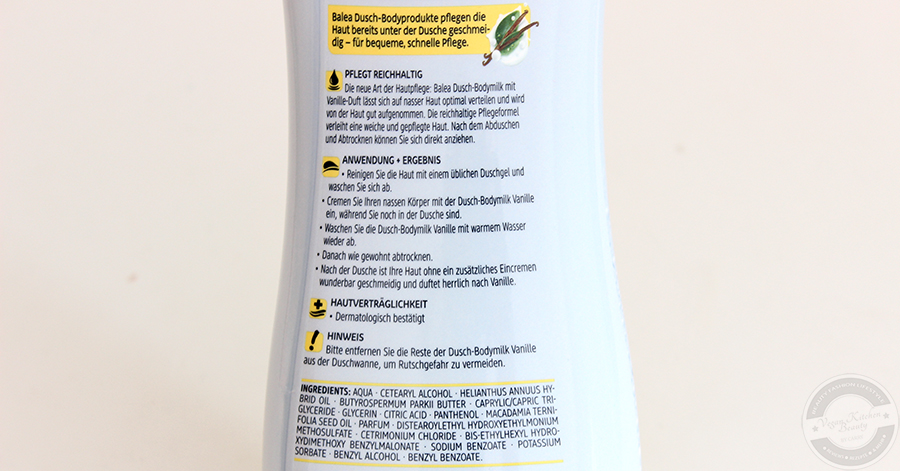 Balea Dusch-Bodyprodukte pflegen die
Haut bereits unter der Dusche geschmei-
dig – für bequeme, schnelle Pflege.
PFLEGT REICHHALTIG
Die neue Art der Hautpflege: Balea Dusch-Bodymilk mit
Vanille-Duft lässt sich auf nasser Haut optimal verteilen und wird
von der Haut gut aufgenommen. Die reichhaltige Pflegeformel
verleiht eine weiche und gepflegte Haut. Nach dem Abduschen
und Abtrocknen können Sie sich direkt anziehen.
ANWENDUNG + ERGEBNIS
• Reinigen Sie die Haut mit einem üblichen Duschgel und
waschen Sie sich ab.
• Cremen Sie Ihren nassen Körper mit der Dusch-Bodymilk Vanille
ein, während Sie noch in der Dusche sind.
• Waschen Sie die Dusch-Bodymilk Vanille mit warmem Wasser
wieder ab.
• Danach wie gewohnt abtrocknen.
• Nach der Dusche ist Ihre Haut ohne ein zusätzliches Eincremen
wunderbar geschmeidig und duftet herrlich nach Vanille.
HAUTVERTRÄGLICHKEIT
• Dermatologisch bestätigt
HINWEIS
Bitte entfernen Sie die Reste der Dusch-Bodymilk Vanille
aus der Duschwanne, um Rutschgefahr zu vermeiden.
INGREDIENTS: AQUA · CETEARYL ALCOHOL · HELIANTHUS ANNUUS HY-
BRID OIL · BUTYROSPERMUM PARKII BUTTER · CAPRYLIC/CAPRIC TRI-
GLYCERIDE · GLYCERIN · CITRIC ACID · PANTHENOL · MACADAMIA TERNI-
FOLIA SEED OIL · PARFUM · DISTEAROYLETHYL HYDROXYETHYLMONIUM
METHOSULFATE · CETRIMONIUM CHLORIDE · BIS-ETHYLHEXYL HYDRO-
XYDIMETHOXY BENZYLMALONATE · SODIUM BENZOATE · POTASSIUM
SORBATE · BENZYL ALCOHOL · BENZYL BENZOATE.
Beauty